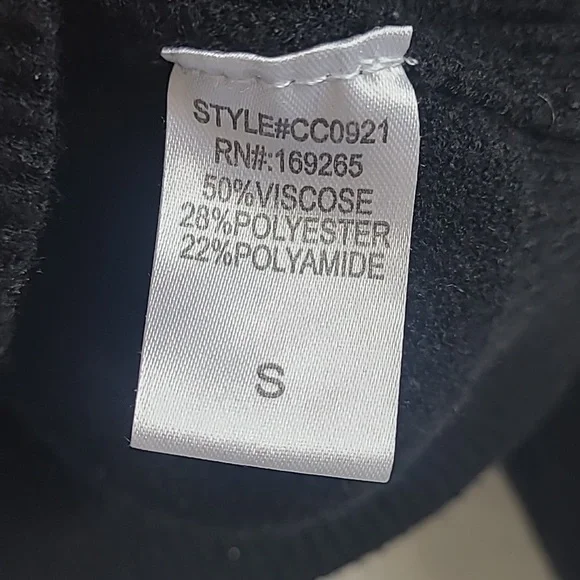 STYLE#CC0921
RN#:169265
50%VISCOSE
28%POLYESTER
22%POLYAMIDE
S